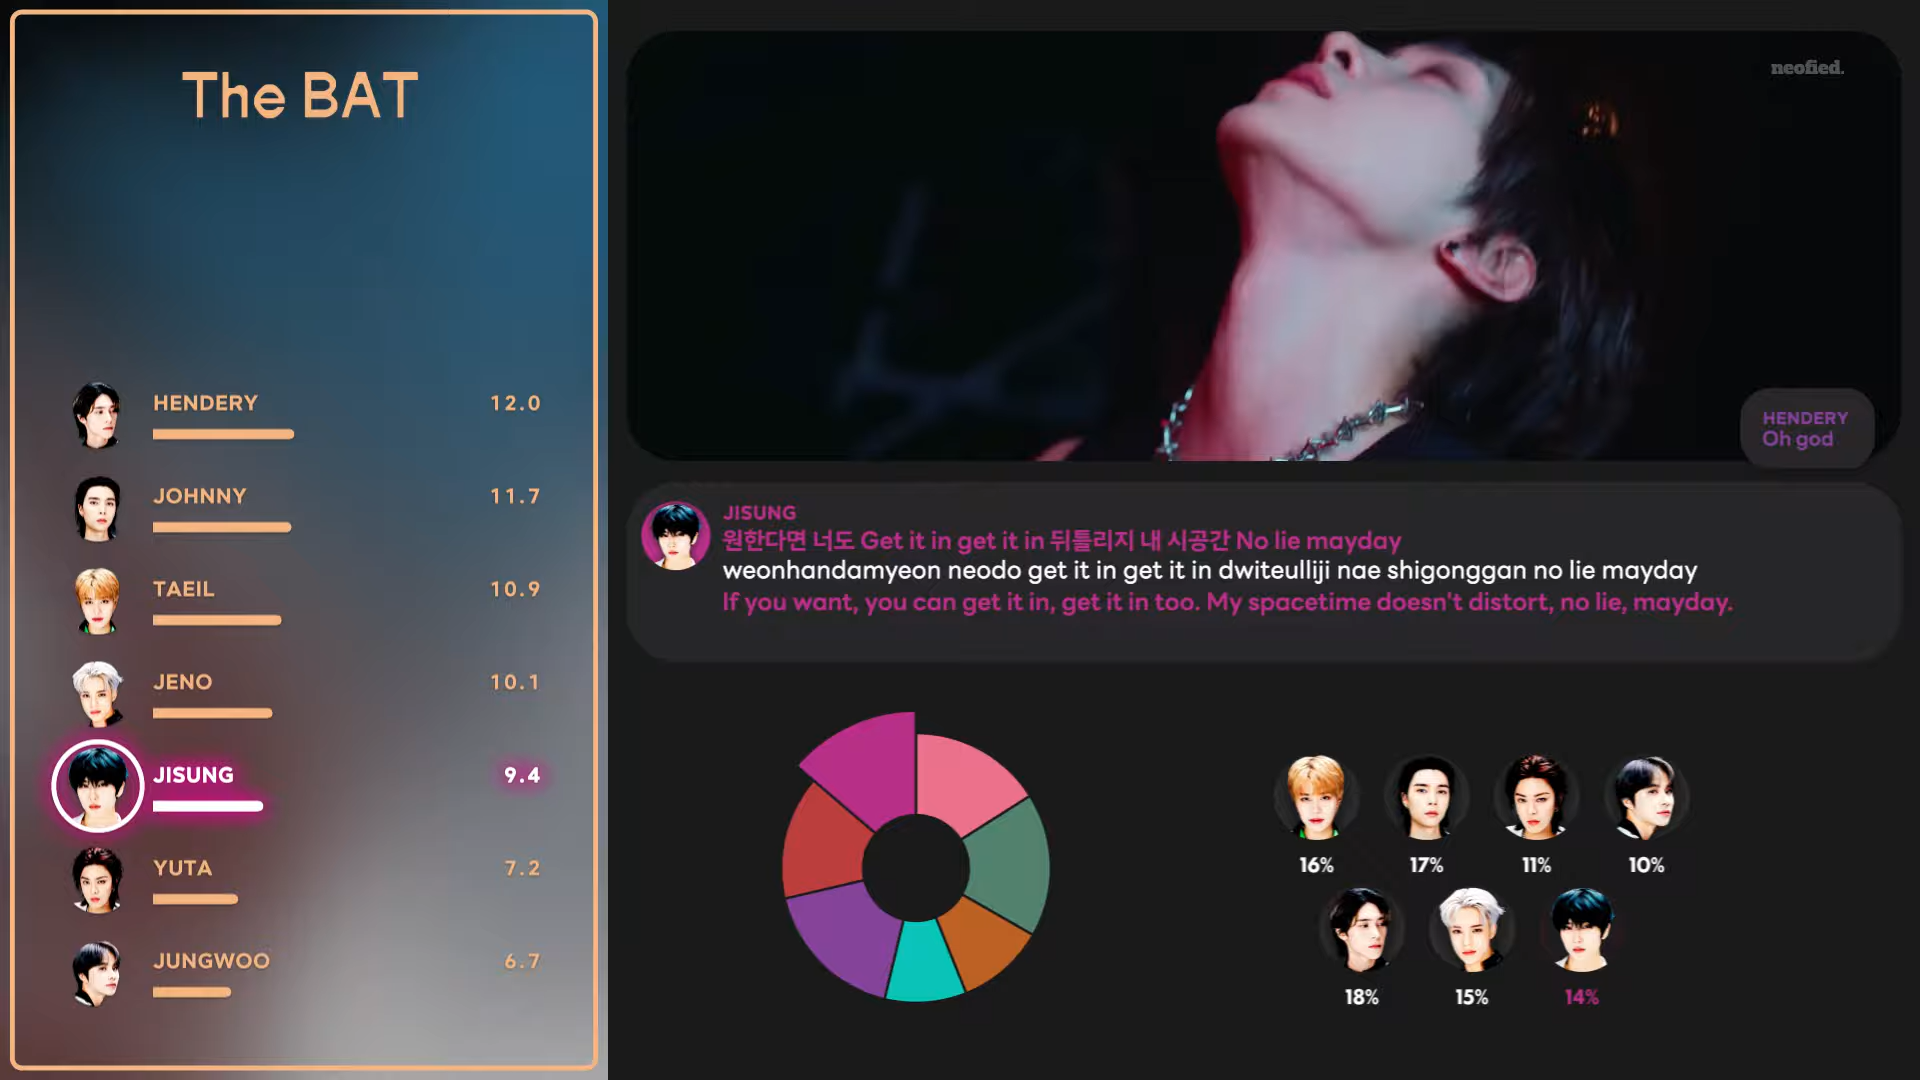 The BAT
HENDERY 12.0
JOHNNY 11.7
TAEIL 10.9
JENO 10.1
JISUNG 9.4
YUTA 7.2
JUNGWOO 6.7
neofied.
HENDERY
Oh god
JISUNG
원한다면 너도 Get it in get it in 뒤틀리지 내 시공간 No lie mayday
weonhandamyeon neodo get it in get it in dwiteulliji nae shigonggan no lie mayday
If you want, you can get it in, get it in too. My spacetime doesn't distort, no lie, mayday.
16% 17% 11% 10%
18% 15% 14%